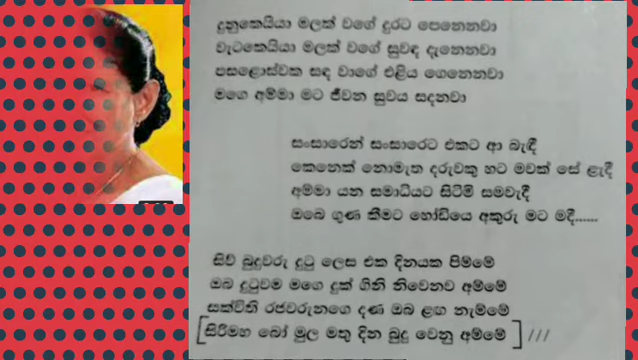 දුනුකෙයියා මලක් වගේ දුරට පෙනෙනවා
වැටකෙයියා මලක් වගේ සුවඳ දැනෙනවා
පසළොස්වක සඳ වාගේ එළිය ගෙනෙනවා
මගෙ අම්මා මට ජීවන සුවය සදනවා
සංසාරෙන් සංසාරෙට එකට ආ බැඳී
කෙනෙක් නොමැත දරුවකු හට මවක් සේ ළැදී
අම්මා යන සමාධියට සිටිමි සමවැදී
ඔබෙ ගුණ කීමට හෝඩියෙ අකුරු මට මදී......
සිව් බුදුවරු දුටු ලෙස එක දිනයක පිම්මේ
ඔබ දුටුවම මගෙ දුක් ගිනි නිවෙනව අම්මේ
සක්විති රජවරුනගෙ දණ ඔබ ළඟ නැම්මේ
[සිරිමහ බෝ මුල මතු දින බුදු වෙනු අම්මේ ] ///